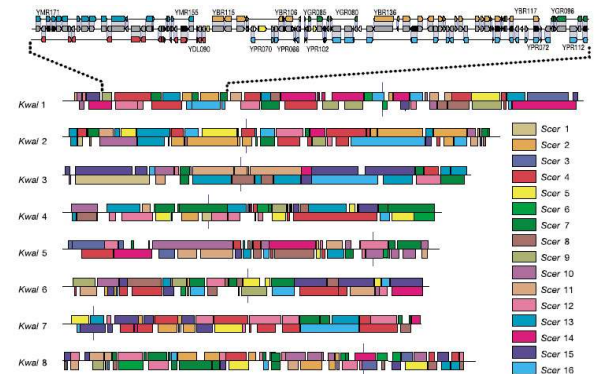 YMR171 YMR155 YBR115 YBR106 YGR085 YGR080 YBR126 YBR117 YGR096
YDL090 YPR070 YPR066 YPR102 YPR072 YPR112
Kwal 1
Kwal 2
Kwal 3
Kwal 4
Kwal 5
Kwal 6
Kwal 7
Kwal 8
Scer 1
Scer 2
Scer 3
Scer 4
Scer 5
Scer 6
Scer 7
Scer 8
Scer 9
Scer 10
Scer 11
Scer 12
Scer 13
Scer 14
Scer 15
Scer 16